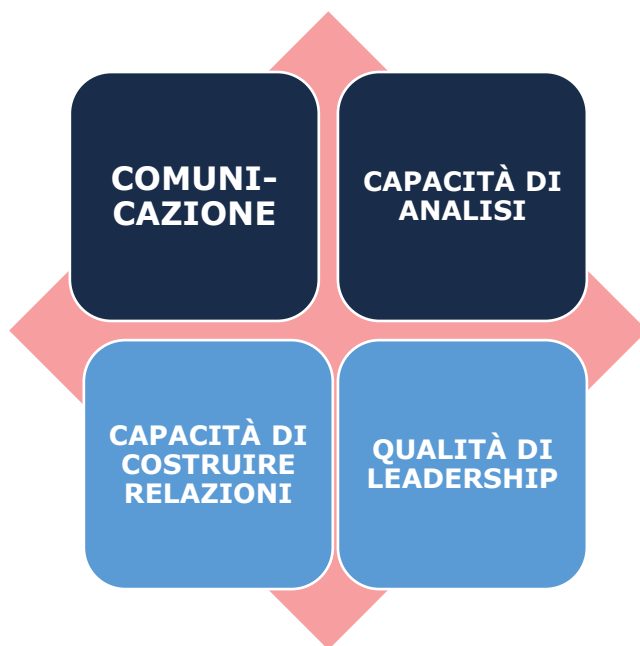 COMUNI-
CAZIONE
CAPACITÀ DI
ANALISI
CAPACITÀ DI
COSTRUIRE
RELAZIONI
QUALITÀ DI
LEADERSHIP